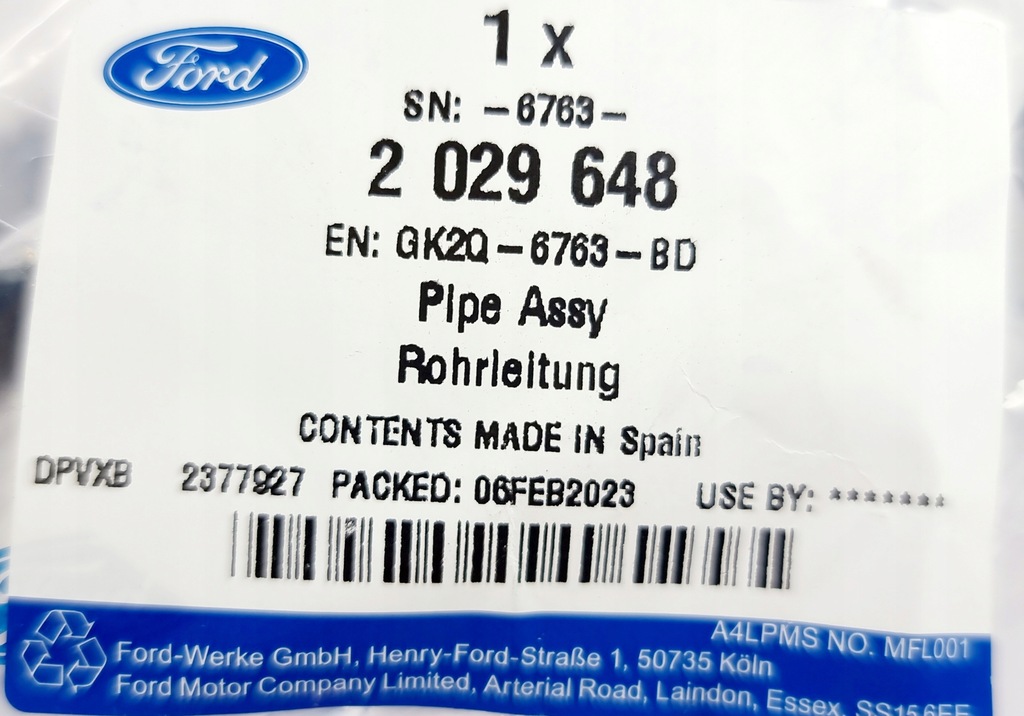 Ford
1 x
SN: -6763-
2 029 648
EN: GK2Q-6763-BD
Pipe Assy
Rohrleitung
CONTENTS MADE IN Spain
DPVXB 2377927 PACKED: 06FEB2023 USE BY: *******
A4LPMS NO. MFL001
Ford-Werke GmbH, Henry-Ford-Straße 1, 50735 Köln
Ford Motor Company Limited, Arterial Road, Laindon, Essex, SS15 6EE